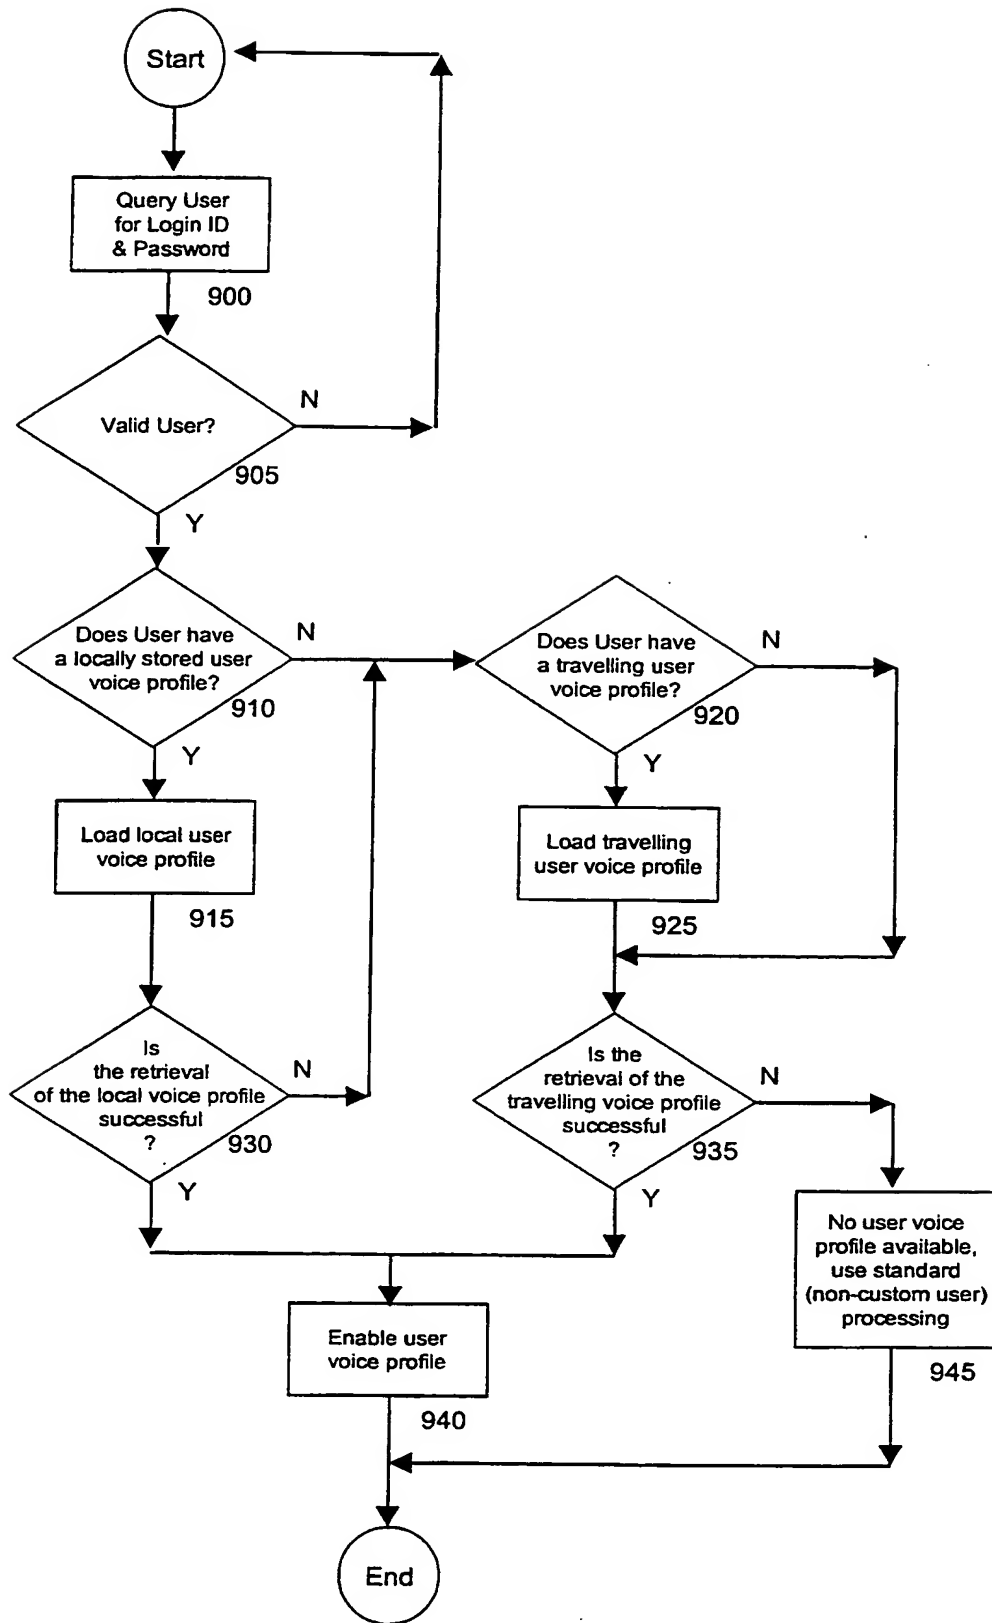 Start
Query User
for Login ID
& Password
900
Valid User?
N
905
Y
Does User have
a locally stored user
voice profile?
N
910
Y
Does User have
a travelling user
voice profile?
N
920
Y
Load local user
voice profile
915
Load travelling
user voice profile
925
Is
the retrieval
of the local voice profile
successful
?
N
930
Y
Is the
retrieval of the
travelling voice profile
successful
?
N
935
Y
No user voice
profile available,
use standard
(non-custom user)
processing
945
Enable user
voice profile
940
End